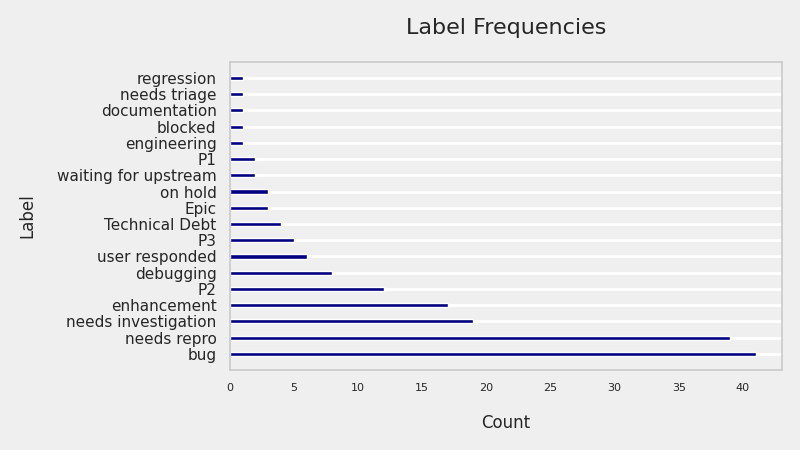 Label Frequencies
regression
needs triage
documentation
blocked
engineering
P1
waiting for upstream
on hold
Epic
Technical Debt
P3
user responded
debugging
P2
enhancement
needs investigation
needs repro
bug
Label
0 5 10 15 20 25 30 35 40
Count